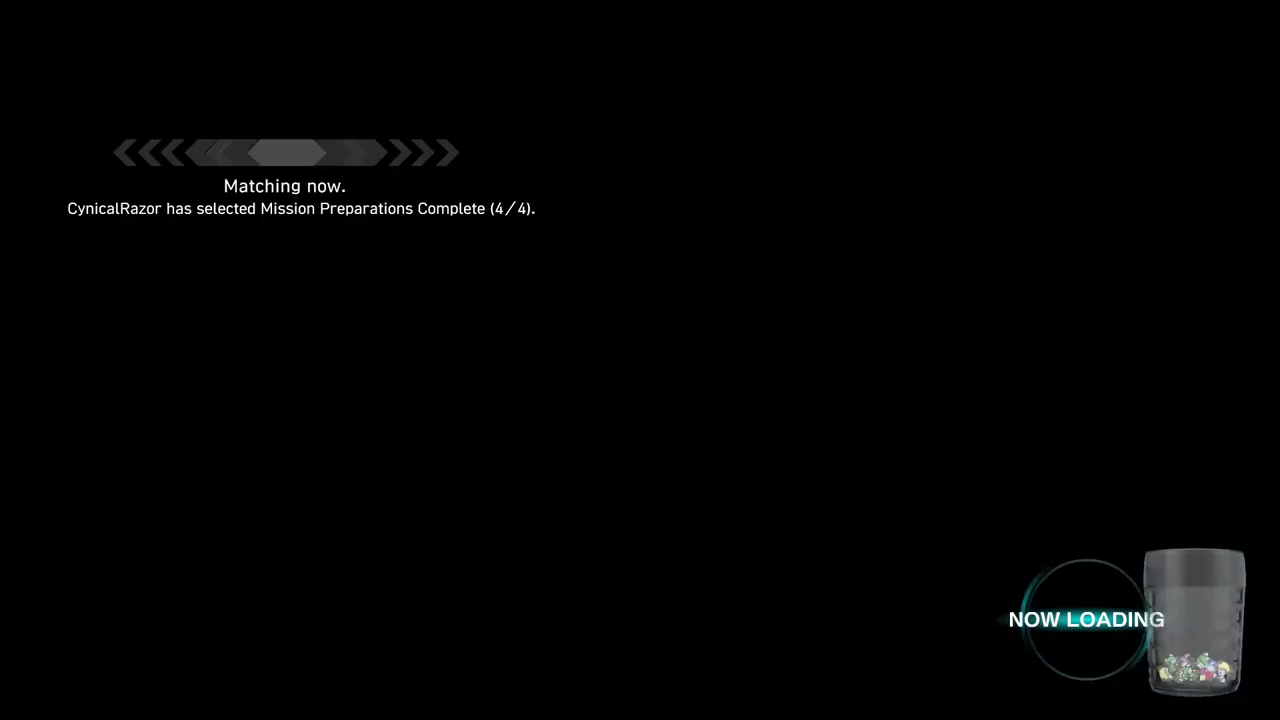 Matching now.
CynicalRazor has selected Mission Preparations Complete (4/4).
NOW LOADING